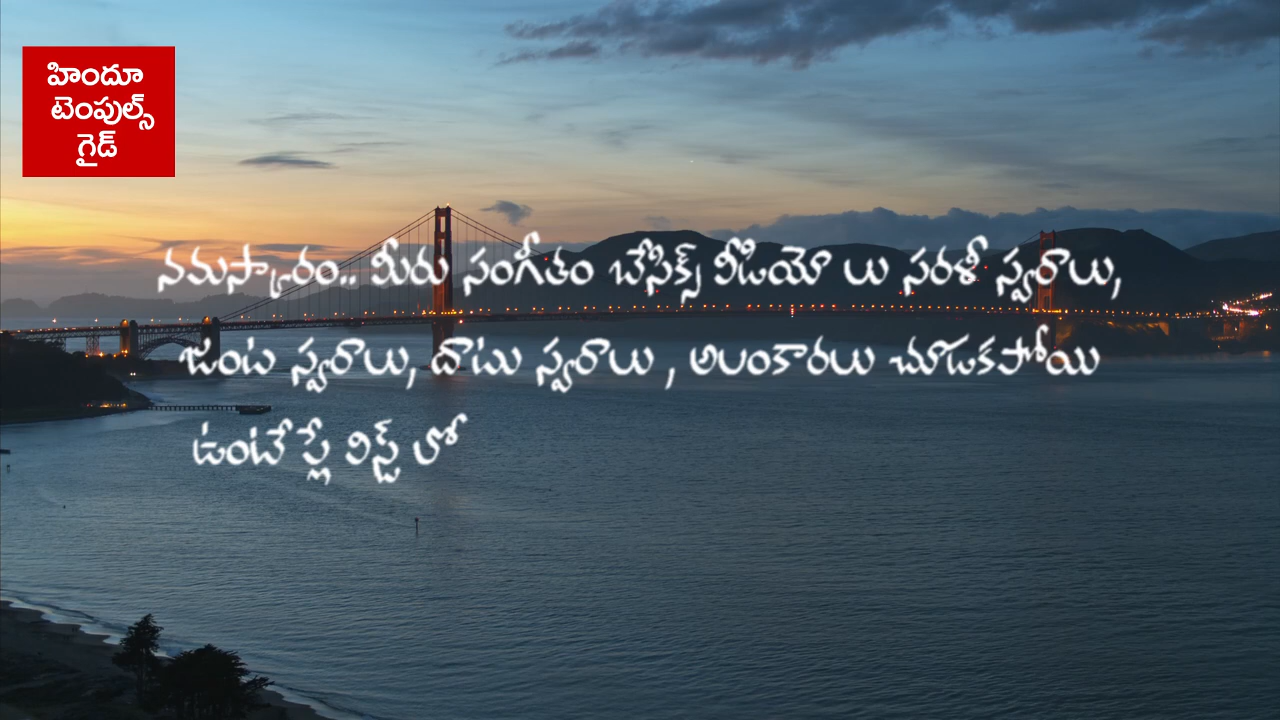 హిందూ
టెంపుల్స్
గైడ్
నమస్కారం.. మీరు సంగీతం బేసిక్స్ వీడియో లు సరళీ స్వరాలు,
జంట స్వరాలు, దాటు స్వరాలు , అలంకారలు చూడకపోయి
ఉంటే ప్లే లిస్ట్ లో